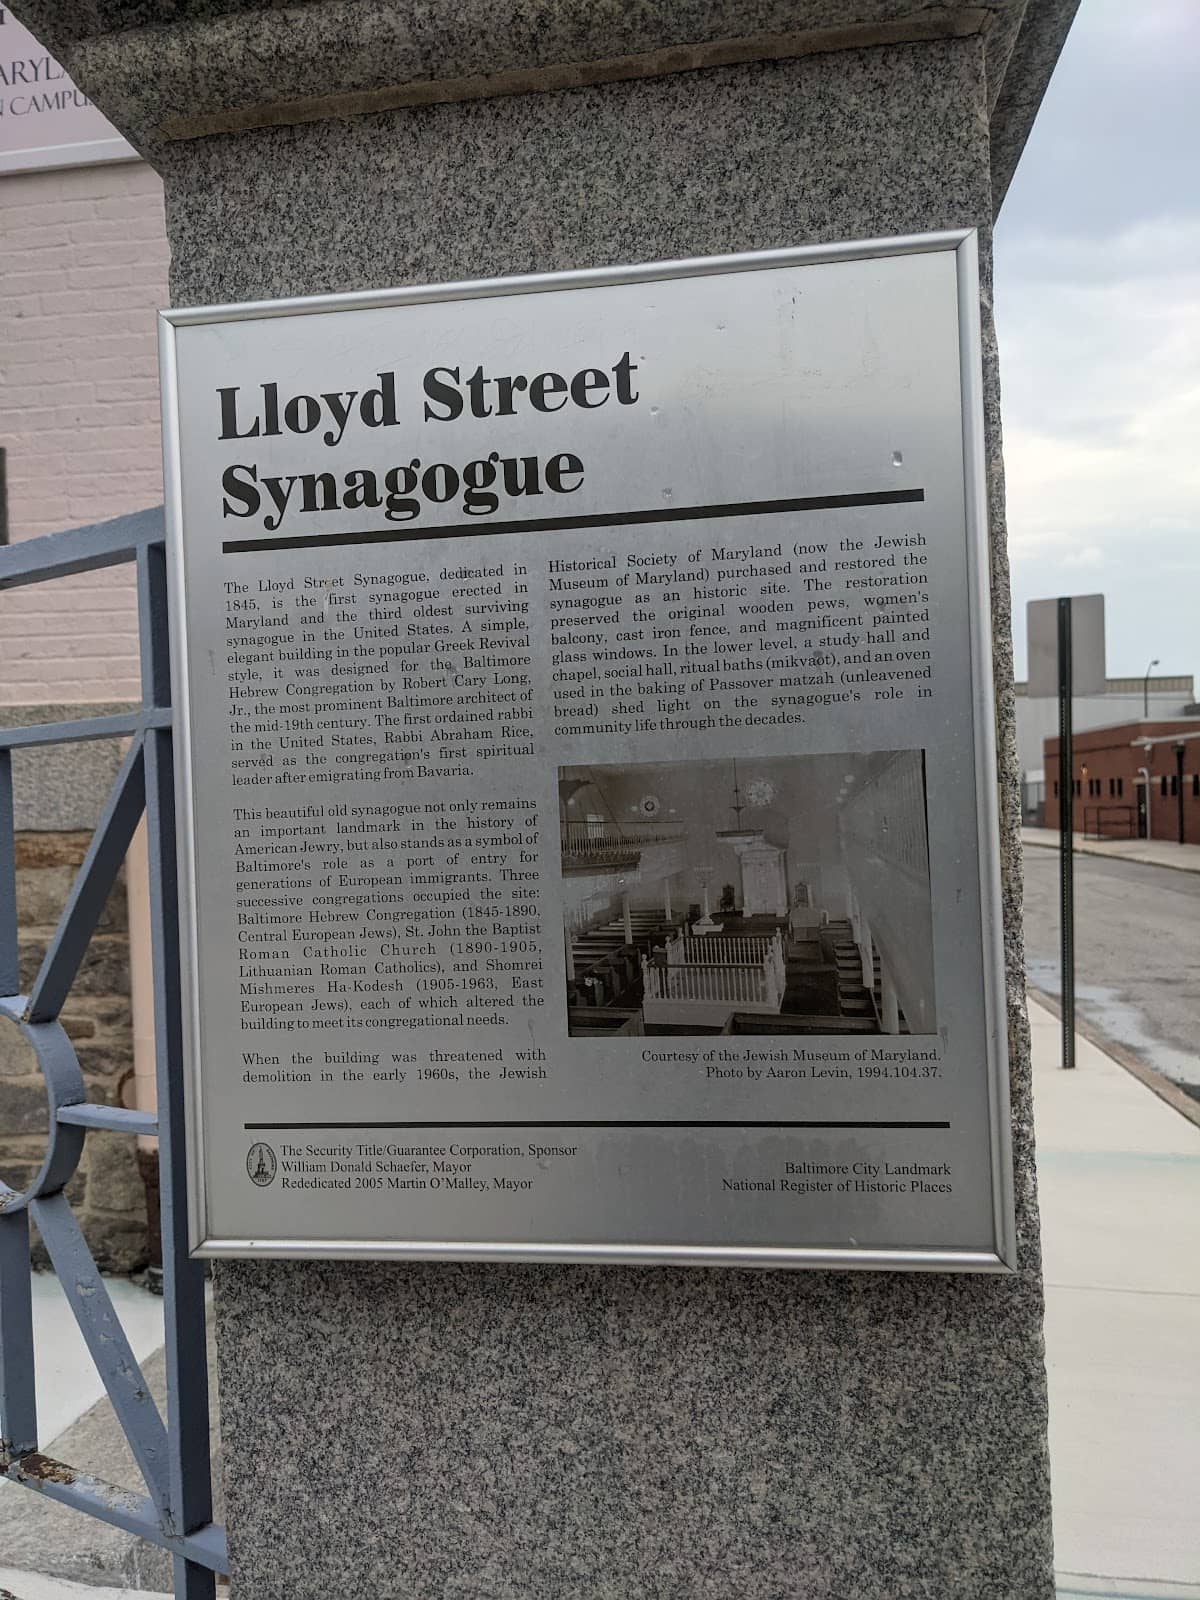 ARYLA
CAMPU
Lloyd Street
Synagogue
The Lloyd Street Synagogue, dedicated in
1845, is the first synagogue erected in
Maryland and the third oldest surviving
synagogue in the United States. A simple,
elegant building in the popular Greek Revival
style, it was designed for the Baltimore
Hebrew Congregation by Robert Cary Long,
Jr., the most prominent Baltimore architect of
the mid-19th century. The first ordained rabbi
in the United States, Rabbi Abraham Rice,
served as the congregation's first spiritual
leader after emigrating from Bavaria.
This beautiful old synagogue not only remains
an important landmark in the history of
American Jewry, but also stands as a symbol of
Baltimore's role as a port of entry for
generations of European immigrants. Three
successive congregations occupied the site:
Baltimore Hebrew Congregation (1845-1890,
Central European Jews), St. John the Baptist
Roman Catholic Church (1890-1905,
Lithuanian Roman Catholics), and Shomrei
Mishmeres Ha-Kodesh (1905-1963, East
European Jews), each of which altered the
building to meet its congregational needs.
When the building was threatened with
demolition in the early 1960s, the Jewish
Historical Society of Maryland (now the Jewish
Museum of Maryland) purchased and restored the
synagogue as an historic site. The restoration
preserved the original wooden pews, women's
balcony, cast iron fence, and magnificent painted
glass windows. In the lower level, a study hall and
chapel, social hall, ritual baths (mikvaot), and an oven
used in the baking of Passover matzah (unleavened
bread) shed light on the synagogue's role in
community life through the decades.
Courtesy of the Jewish Museum of Maryland.
Photo by Aaron Levin, 1994.104.37.
The Security Title/Guarantee Corporation, Sponsor
William Donald Schaefer, Mayor
Rededicated 2005 Martin O'Malley, Mayor
Baltimore City Landmark
National Register of Historic Places